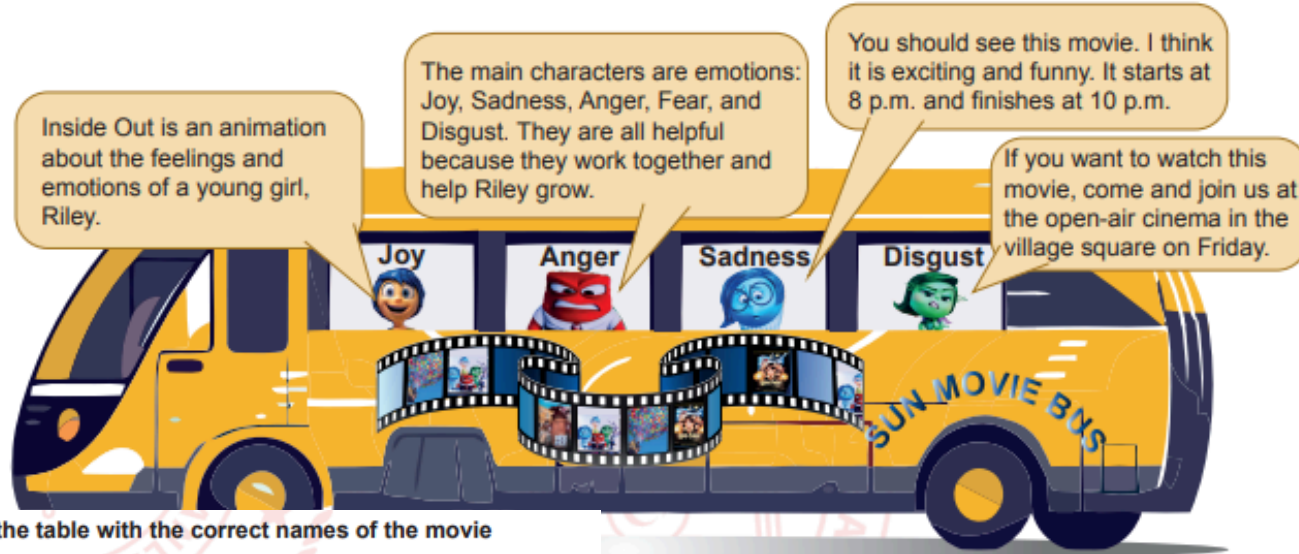 Inside Out is an animation
about the feelings and
emotions of a young girl,
Riley.
The main characters are emotions:
Joy, Sadness, Anger, Fear, and
Disgust. They are all helpful
because they work together and
help Riley grow.
You should see this movie. I think
it is exciting and funny. It starts at
8 p.m. and finishes at 10 p.m.
If you want to watch this
movie, come and join us at
the open-air cinema in the
village square on Friday.
Joy
Anger
Sadness
Disgust
SUN MOVIE BUS
the table with the correct names of the movie